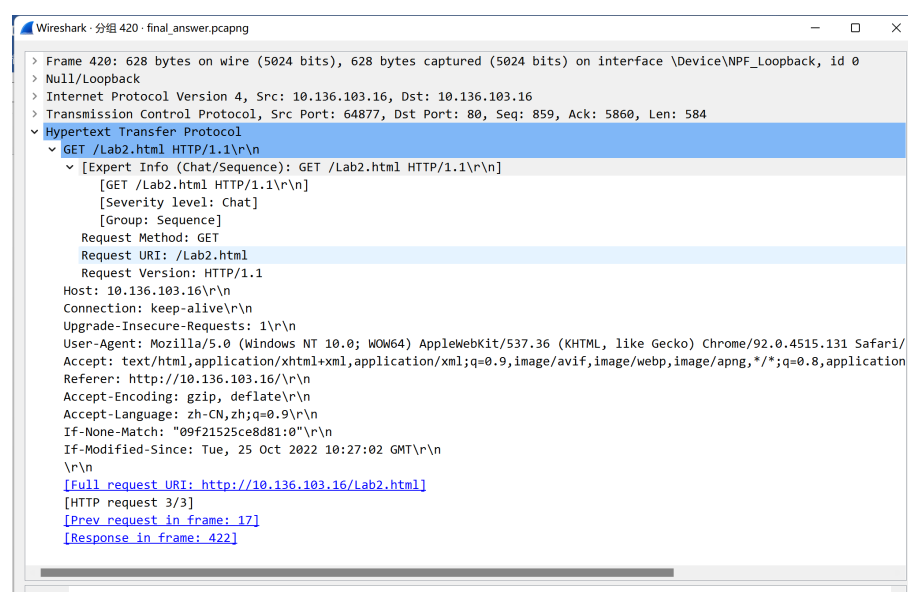 Wireshark · 分组 420 · final_answer.pcapng
Frame 420: 628 bytes on wire (5024 bits), 628 bytes captured (5024 bits) on interface \Device\NPF_Loopback, id 0
Null/Loopback
Internet Protocol Version 4, Src: 10.136.103.16, Dst: 10.136.103.16
Transmission Control Protocol, Src Port: 64877, Dst Port: 80, Seq: 859, Ack: 5860, Len: 584
Hypertext Transfer Protocol
GET /Lab2.html HTTP/1.1\r\n
[Expert Info (Chat/Sequence): GET /Lab2.html HTTP/1.1\r\n]
[GET /Lab2.html HTTP/1.1\r\n]
[Severity level: Chat]
[Group: Sequence]
Request Method: GET
Request URI: /Lab2.html
Request Version: HTTP/1.1
Host: 10.136.103.16\r\n
Connection: keep-alive\r\n
Upgrade-Insecure-Requests: 1\r\n
User-Agent: Mozilla/5.0 (Windows NT 10.0; WOW64) AppleWebKit/537.36 (KHTML, like Gecko) Chrome/92.0.4515.131 Safari/
Accept: text/html,application/xhtml+xml,application/xml;q=0.9,image/avif,image/webp,image/apng,*/*;q=0.8,application
Referer: http://10.136.103.16/\r\n
Accept-Encoding: gzip, deflate\r\n
Accept-Language: zh-CN,zh;q=0.9\r\n
If-None-Match: "09f21525ce8d81:0"\r\n
If-Modified-Since: Tue, 25 Oct 2022 10:27:02 GMT\r\n
\r\n
[Full request URI: http://10.136.103.16/Lab2.html]
[HTTP request 3/3]
[Prev request in frame: 17]
[Response in frame: 422]